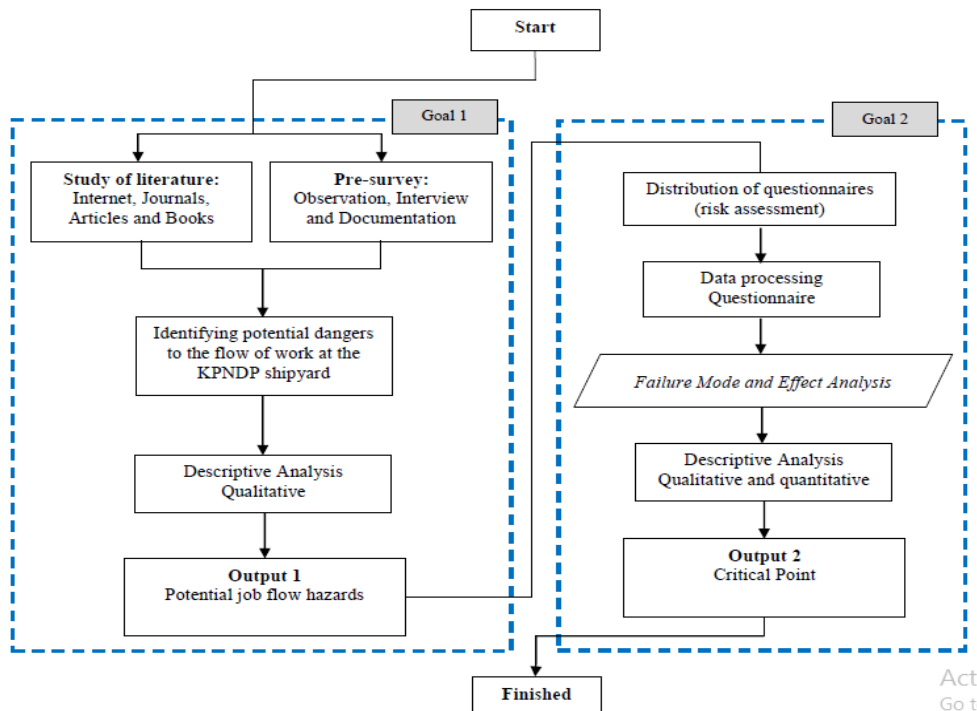 Start
Goal 1
Study of literature:
Internet, Journals,
Articles and Books
Pre-survey:
Observation, Interview
and Documentation
Identifying potential dangers
to the flow of work at the
KPNDP shipyard
Descriptive Analysis
Qualitative
Output 1
Potential job flow hazards
Goal 2
Distribution of questionnaires
(risk assessment)
Data processing
Questionnaire
Failure Mode and Effect Analysis
Descriptive Analysis
Qualitative and quantitative
Output 2
Critical Point
Finished
Act
Go t